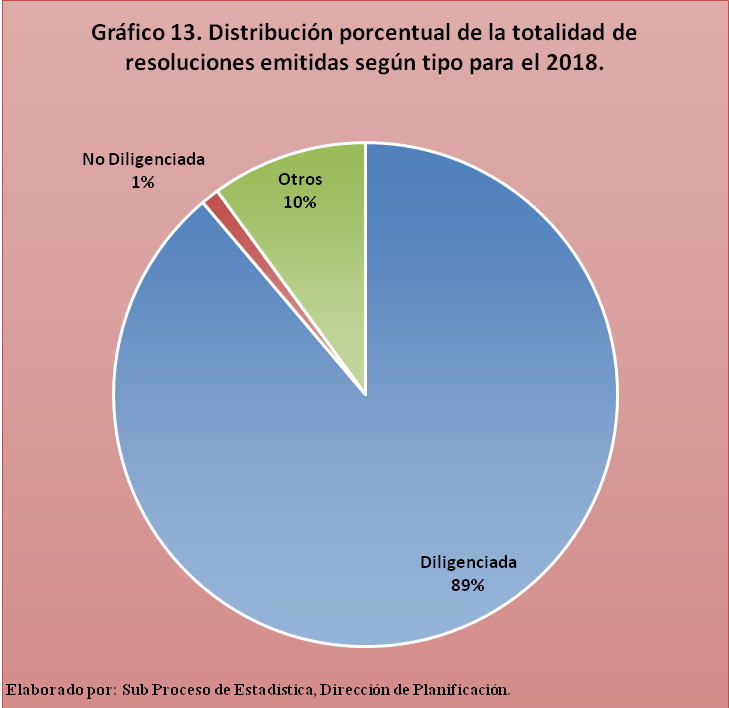 Gráfico 13. Distribución porcentual de la totalidad de
resoluciones emitidas según tipo para el 2018.
No Diligenciada
1%
Otros
10%
Diligenciada
89%
Elaborado por: Sub Proceso de Estadística, Dirección de Planificación.